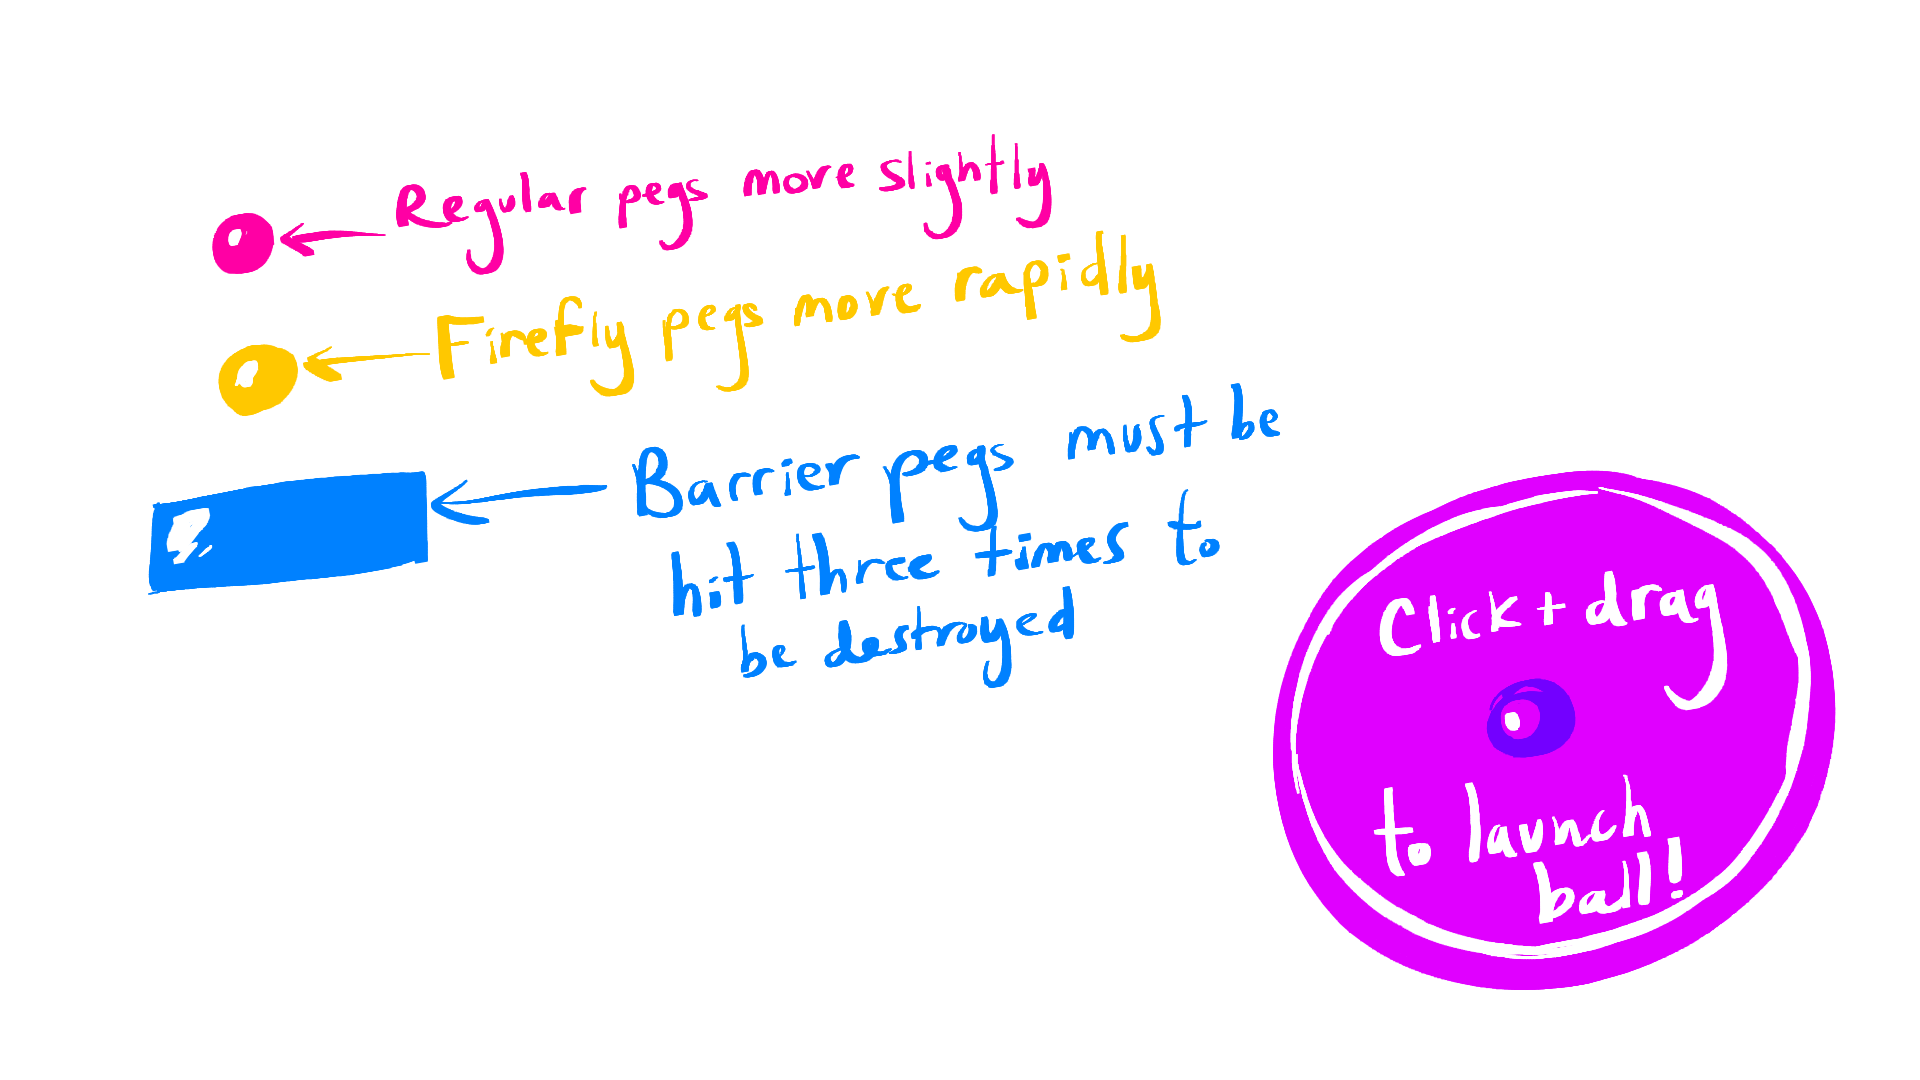 Regular pegs move slightly
Firefly pegs move rapidly
Barrier pegs must be
hit three times to
be destroyed
Click + drag
to launch
ball!